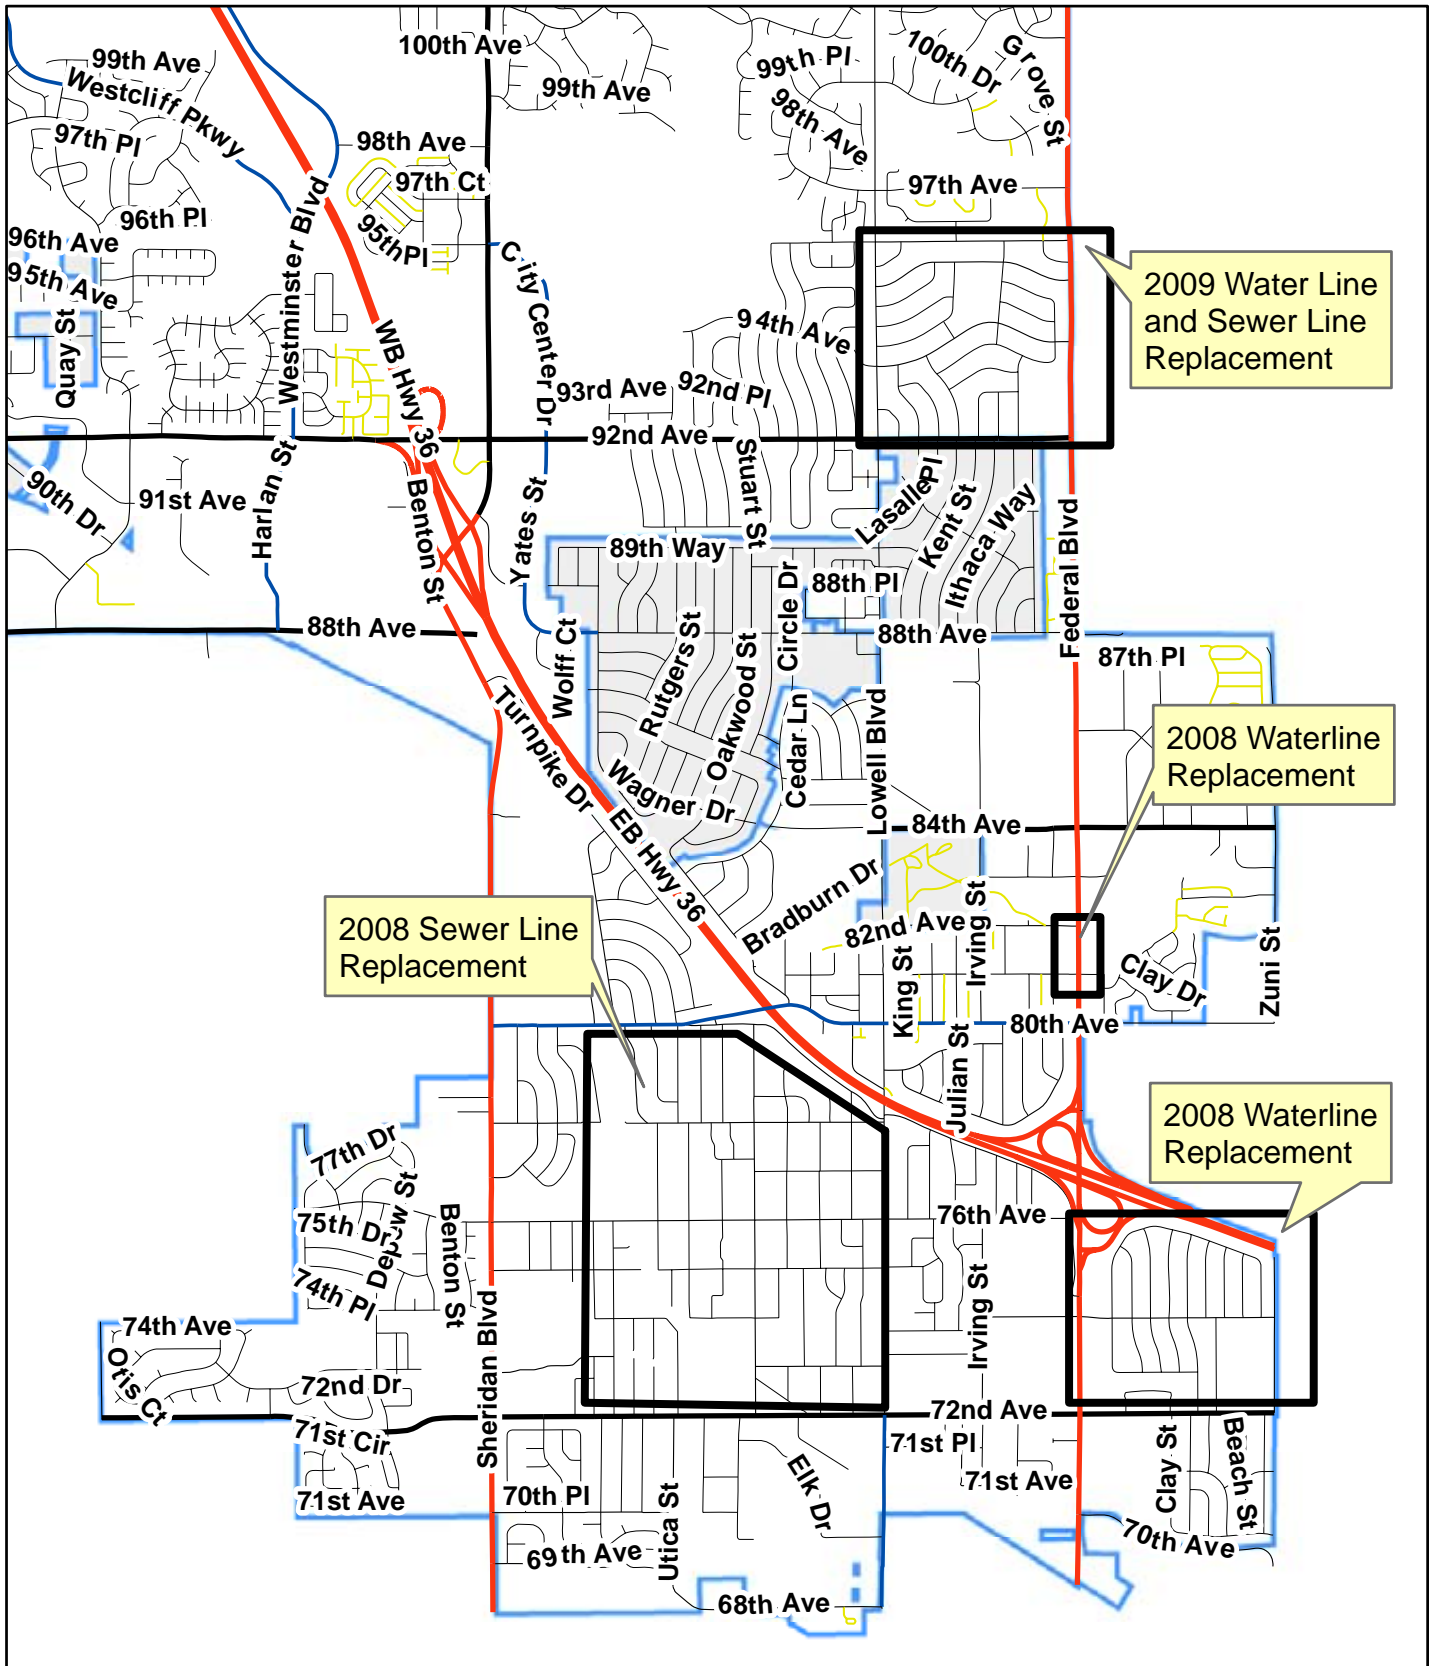 100th Ave
99th Ave
Westcliff Pkwy
97th Pl
96th Pl
96th Ave
95th Ave
Quay St
98th Ave
97th Ct
95th Pl
99th Ave
99th Pl
98th Ave
100th Dr
Grove St
97th Ave
Westminster Blvd
WB Hwy 36
City Center Dr
94th Ave
93rd Ave
92nd Pl
92nd Ave
2009 Water Line
and Sewer Line
Replacement
90th Dr
91st Ave
Harlan St
Benton St
Yates St
Stuart St
Lasalle Pl
Kent St
Ithaca Way
Federal Blvd
89th Way
88th Pl
Circle Dr
88th Ave
88th Ave
Wolff Ct
Rutgers St
Oakwood St
Cedar Ln
Lowell Blvd
87th Pl
Turnpike Dr
Wagner Dr
EB Hwy 36
2008 Waterline
Replacement
84th Ave
Bradburn Dr
82nd Ave
King St
Irving St
Clay Dr
Zuni St
2008 Sewer Line
Replacement
80th Ave
Julian St
2008 Waterline
Replacement
77th Dr
75th Dr
Depew St
74th Pl
Benton St
Sheridan Blvd
76th Ave
Irving St
74th Ave
Otis Ct
72nd Dr
72nd Ave
71st Cir
71st Pl
71st Ave
71st Ave
70th Pl
Utica St
Elk Dr
69th Ave
68th Ave
Clay St
Beach St
70th Ave